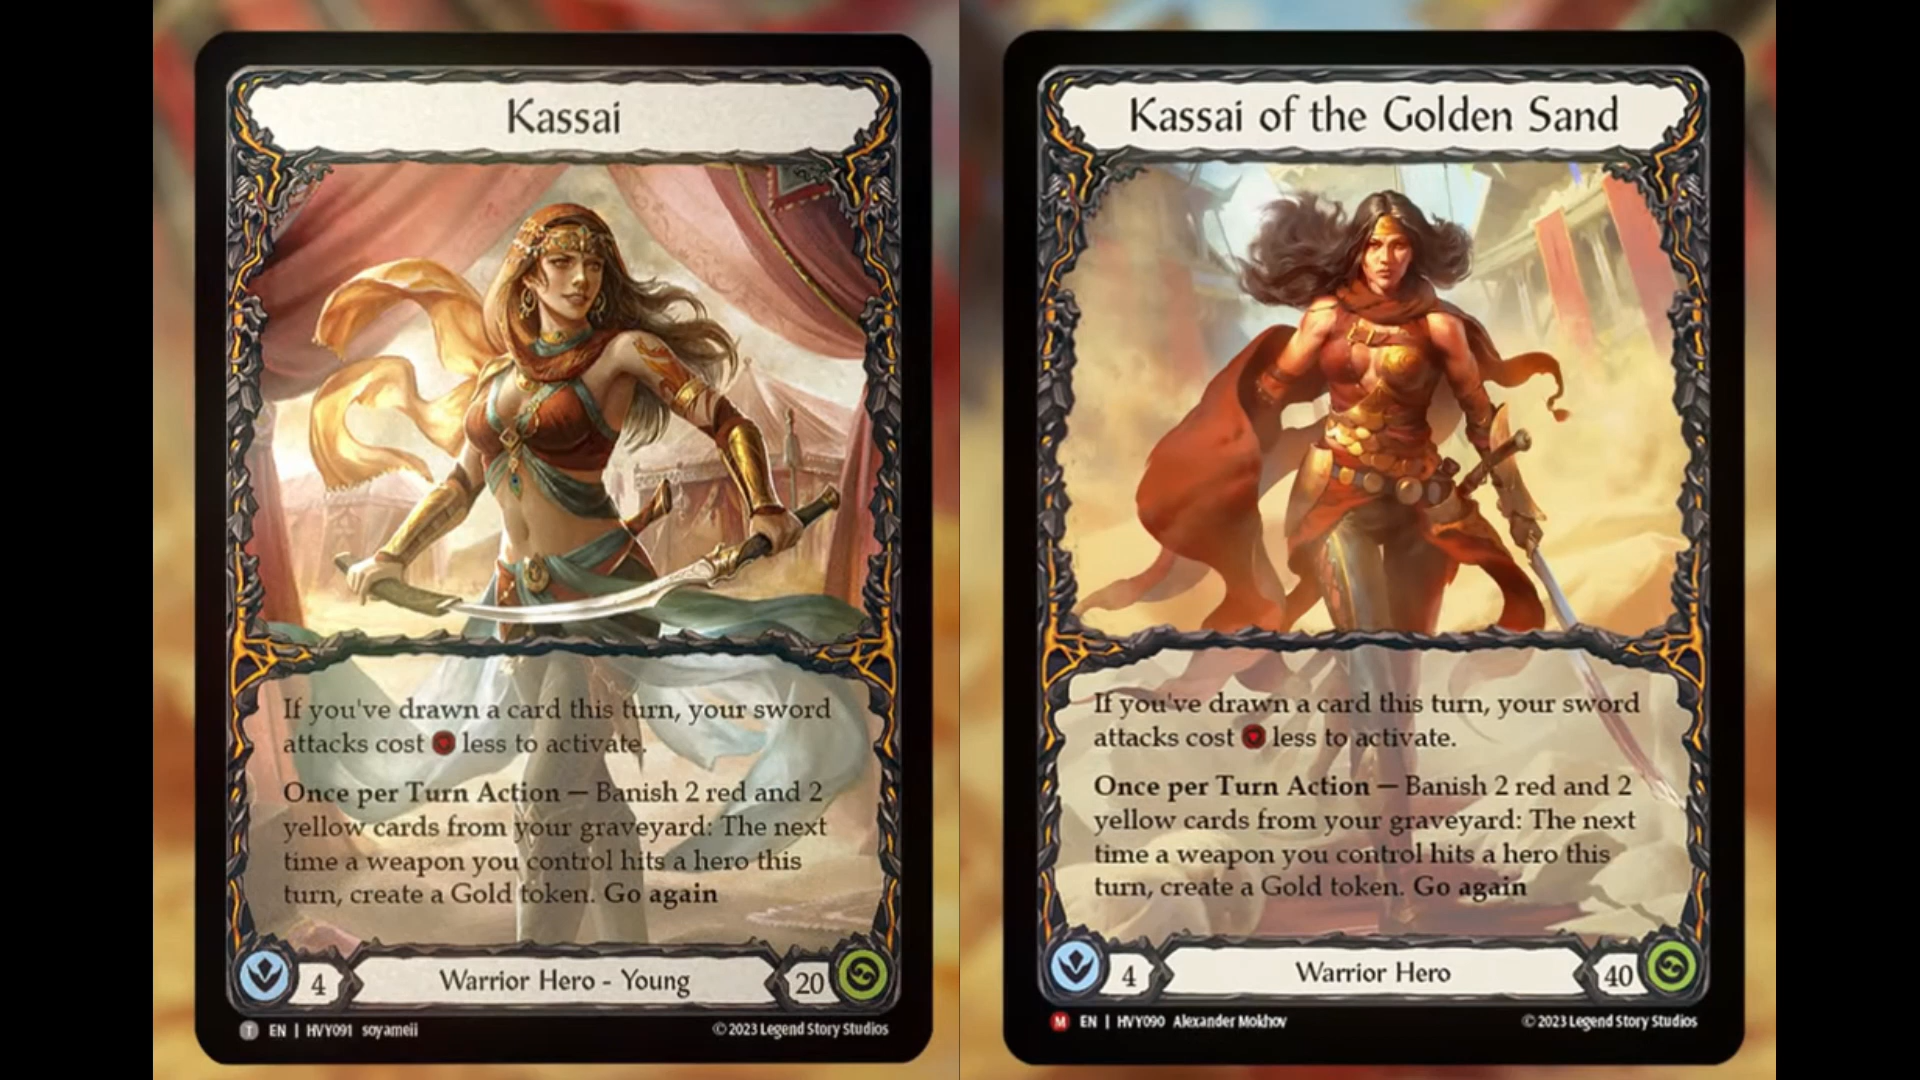 Kassai
If you've drawn a card this turn, your sword
attacks cost less to activate.
Once per Turn Action — Banish 2 red and 2
yellow cards from your graveyard: The next
time a weapon you control hits a hero this
turn, create a Gold token. Go again
4
Warrior Hero - Young
20
T EN | HVY091 soyameii
© 2023 Legend Story Studios
Kassai of the Golden Sand
If you've drawn a card this turn, your sword
attacks cost less to activate.
Once per Turn Action — Banish 2 red and 2
yellow cards from your graveyard: The next
time a weapon you control hits a hero this
turn, create a Gold token. Go again
4
Warrior Hero
40
M EN | HVY090 Alexander Mokhov
© 2023 Legend Story Studios